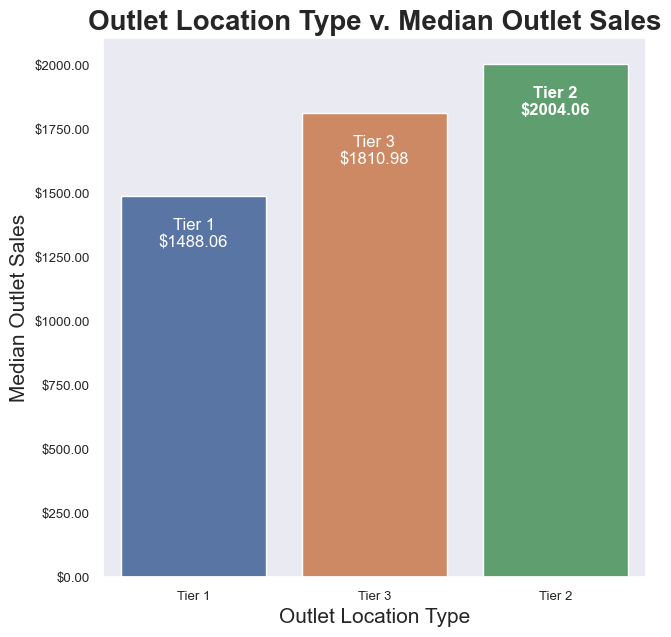 Outlet Location Type v. Median Outlet Sales
Median Outlet Sales
$2000.00
$1750.00
$1500.00
$1250.00
$1000.00
$750.00
$500.00
$250.00
$0.00
Tier 1
$1488.06
Tier 3
$1810.98
Tier 2
$2004.06
Tier 1
Tier 3
Tier 2
Outlet Location Type